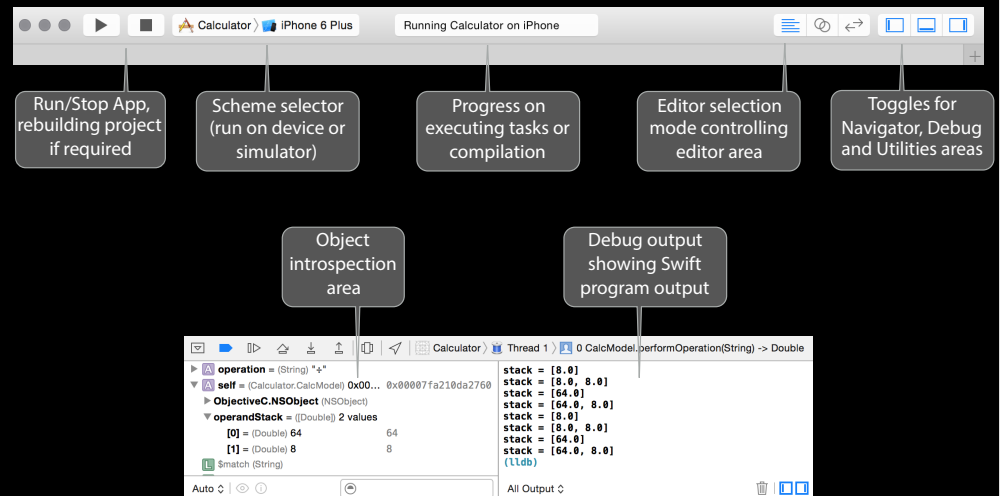 Calculator iPhone 6 Plus
Running Calculator on iPhone
Run/Stop App,
rebuilding project
if required
Scheme selector
(run on device or
simulator)
Progress on
executing tasks or
compilation
Editor selection
mode controlling
editor area
Toggles for
Navigator, Debug
and Utilities areas
Object
introspection
area
Debug output
showing Swift
program output
Calculator Thread 1 0 CalcModel.performOperation(String) -> Double
A operation = (String) "÷"
A self = (Calculator.CalcModel) 0x00... 0x00007fa210da2760
ObjectiveC.NSObject (NSObject)
operandStack = ([Double]) 2 values
[0] = (Double) 64 64
[1] = (Double) 8 8
L $match (String)
Auto
stack = [8.0]
stack = [8.0, 8.0]
stack = [64.0]
stack = [64.0, 8.0]
stack = [8.0]
stack = [8.0, 8.0]
stack = [64.0]
stack = [64.0, 8.0]
(lldb)
All Output